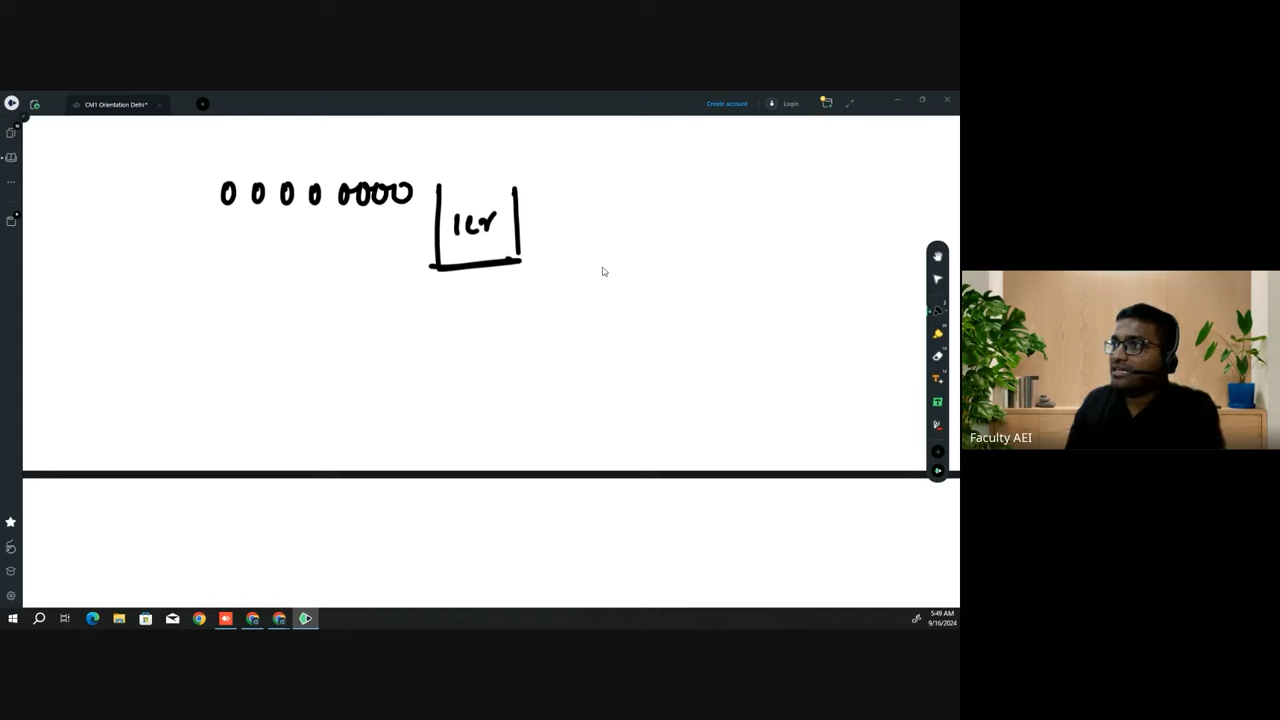 CM1 Orientation Delhi*
Create account
Login
0 0 0 0 0000
1Lr
Faculty AEI
5:49 AM
9/16/2024